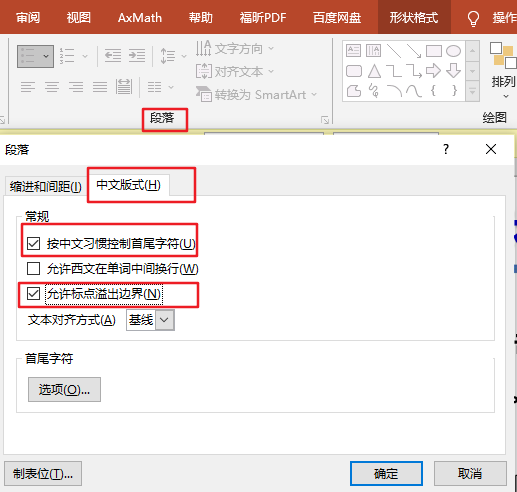 审阅 视图 AxMath 帮助 福昕PDF 百度网盘 形状格式 操作
文字方向
对齐文本
转换为 SmartArt
排列
段落
绘图
段落 ?
缩进和间距(I) 中文版式(H)
常规
按中文习惯控制首尾字符(U)
允许西文在单词中间换行(W)
允许标点溢出边界(N)
文本对齐方式(A) 基线
首尾字符
选项(O)...
制表位(T)... 确定 取消